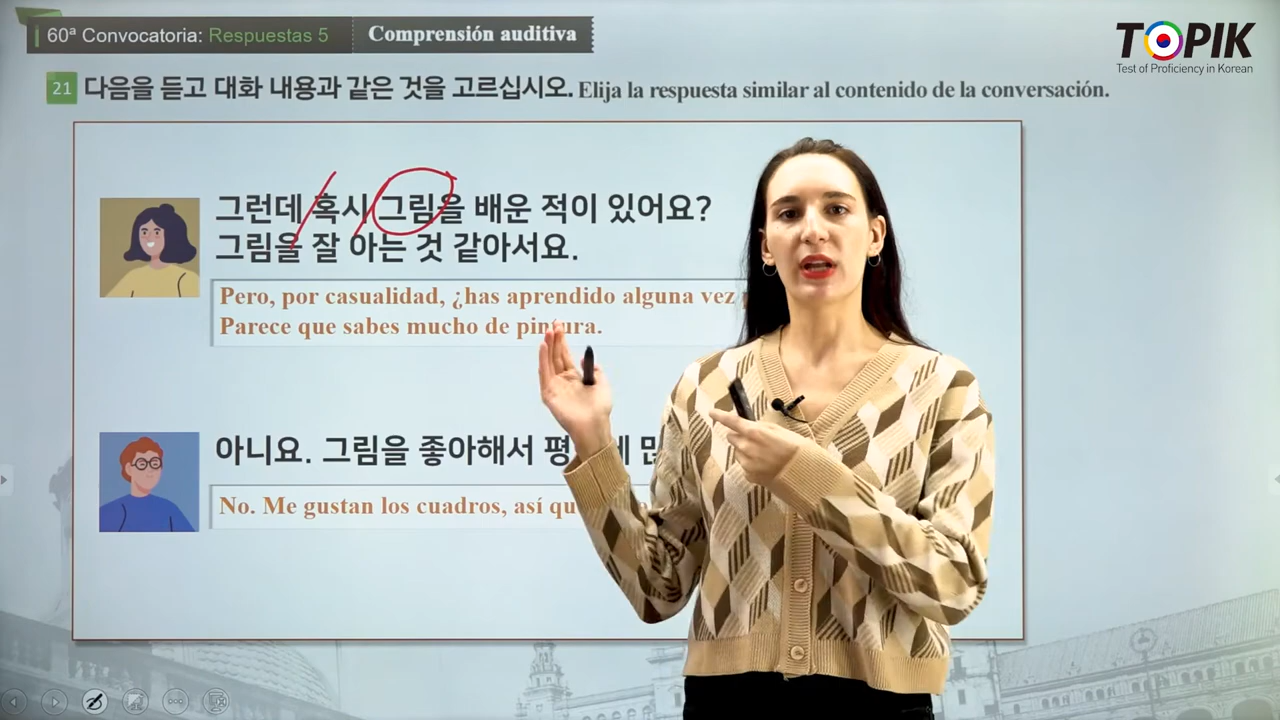 60ª Convocatoria: Respuestas 5
Comprensión auditiva
TOPIK
Test of Proficiency in Korean
21 다음을 듣고 대화 내용과 같은 것을 고르십시오. Elija la respuesta similar al contenido de la conversación.
그런데 혹시 그림을 배운 적이 있어요?
그림을 잘 아는 것 같아서요.
Pero, por casualidad, ¿has aprendido alguna vez
Parece que sabes mucho de pintura.
아니요. 그림을 좋아해서
No. Me gustan los cuadros, así